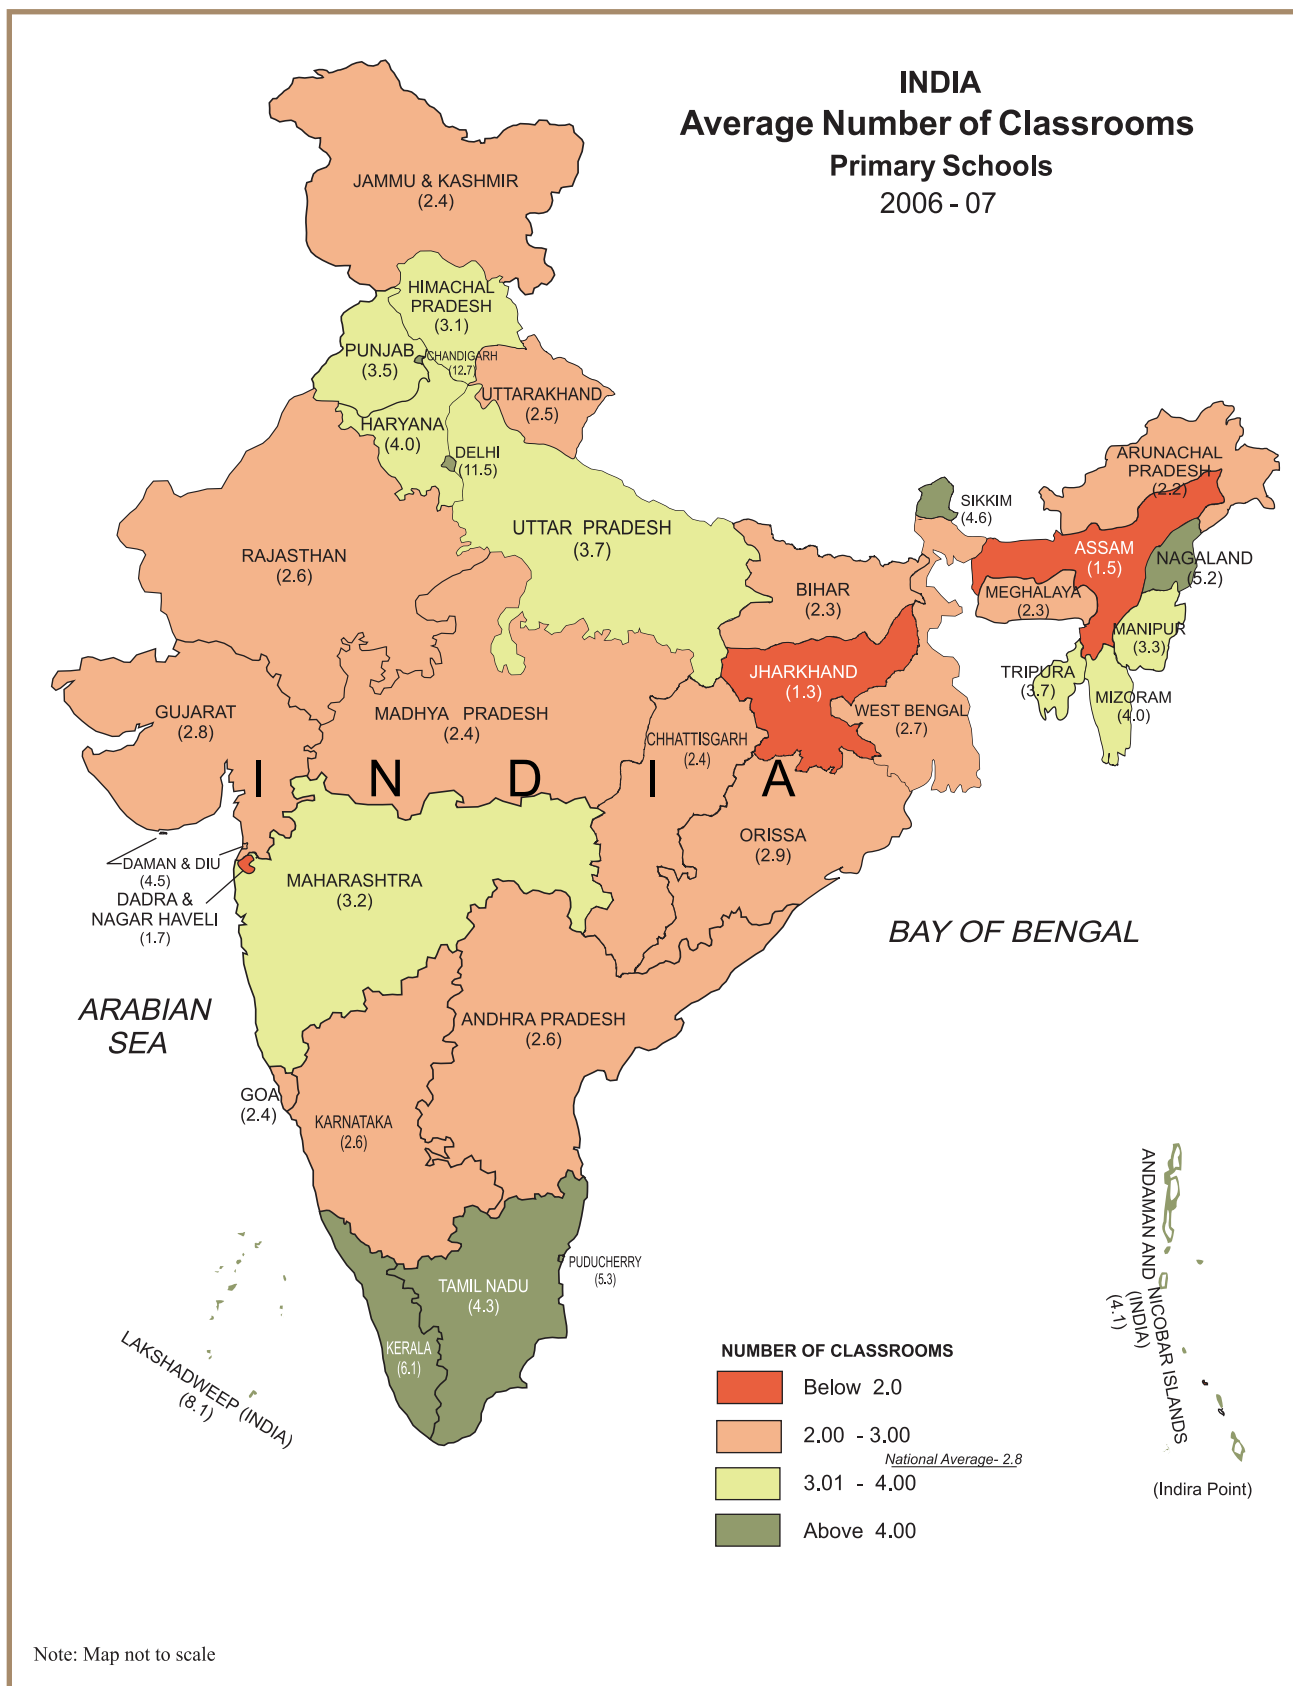 INDIA
Average Number of Classrooms
Primary Schools
2006 - 07
JAMMU & KASHMIR
(2.4)
HIMACHAL
PRADESH
(3.1)
PUNJAB
(3.5)
CHANDIGARH
(12.7)
UTTARAKHAND
(2.5)
HARYANA
(4.0)
DELHI
(11.5)
ARUNACHAL
PRADESH
(2.2)
SIKKIM
(4.6)
UTTAR PRADESH
(3.7)
RAJASTHAN
(2.6)
ASSAM
(1.5)
NAGALAND
(5.2)
BIHAR
(2.3)
MEGHALAYA
(2.3)
MANIPUR
(3.3)
TRIPURA
(3.7)
MIZORAM
(4.0)
JHARKHAND
(1.3)
WEST BENGAL
(2.7)
GUJARAT
(2.8)
MADHYA PRADESH
(2.4)
CHHATTISGARH
(2.4)
I N D I A
ORISSA
(2.9)
DAMAN & DIU
(4.5)
DADRA &
NAGAR HAVELI
(1.7)
MAHARASHTRA
(3.2)
BAY OF BENGAL
ARABIAN
SEA
ANDHRA PRADESH
(2.6)
GOA
(2.4)
KARNATAKA
(2.6)
PUDUCHERRY
(5.3)
TAMIL NADU
(4.3)
KERALA
(6.1)
LAKSHADWEEP (INDIA)
(8.1)
ANDAMAN AND NICOBAR ISLANDS
(INDIA)
(4.1)
(Indira Point)
NUMBER OF CLASSROOMS
Below 2.0
2.00 - 3.00
National Average- 2.8
3.01 - 4.00
Above 4.00
Note: Map not to scale